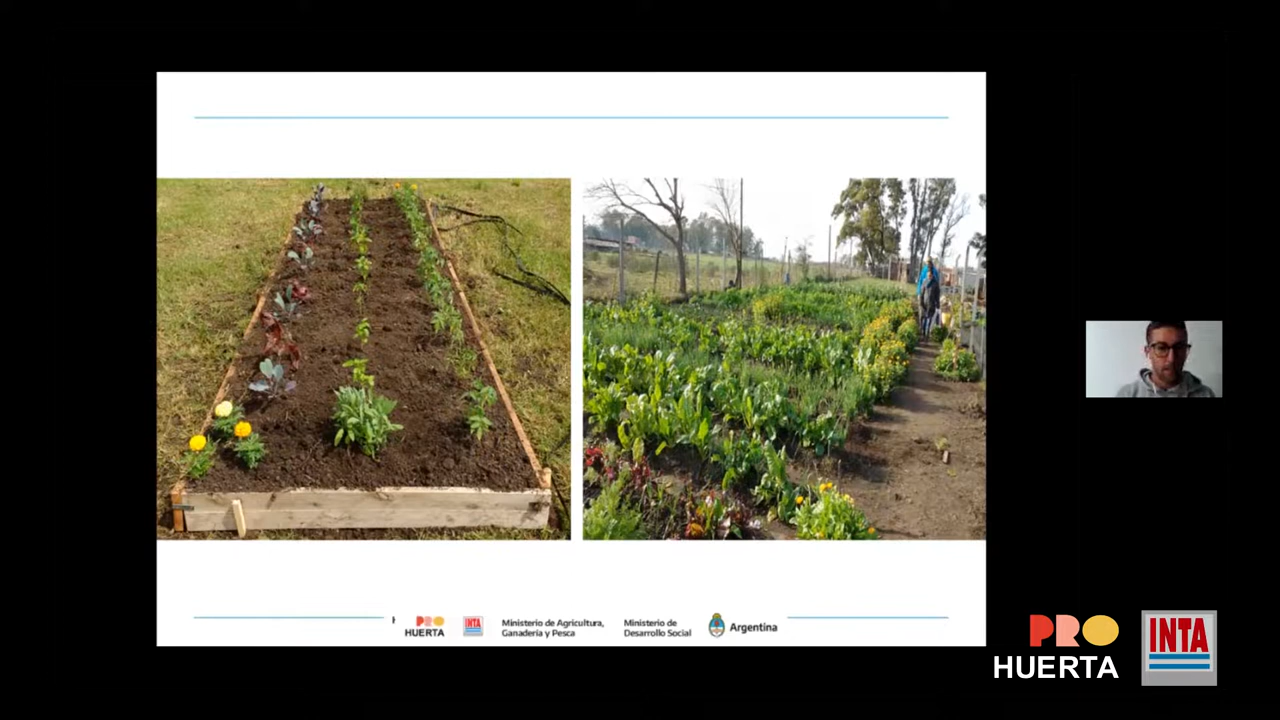 PRO
HUERTA
INTA
Ministerio de Agricultura,
Ganadería y Pesca
Ministerio de
Desarrollo Social
Argentina
PRO
HUERTA
INTA